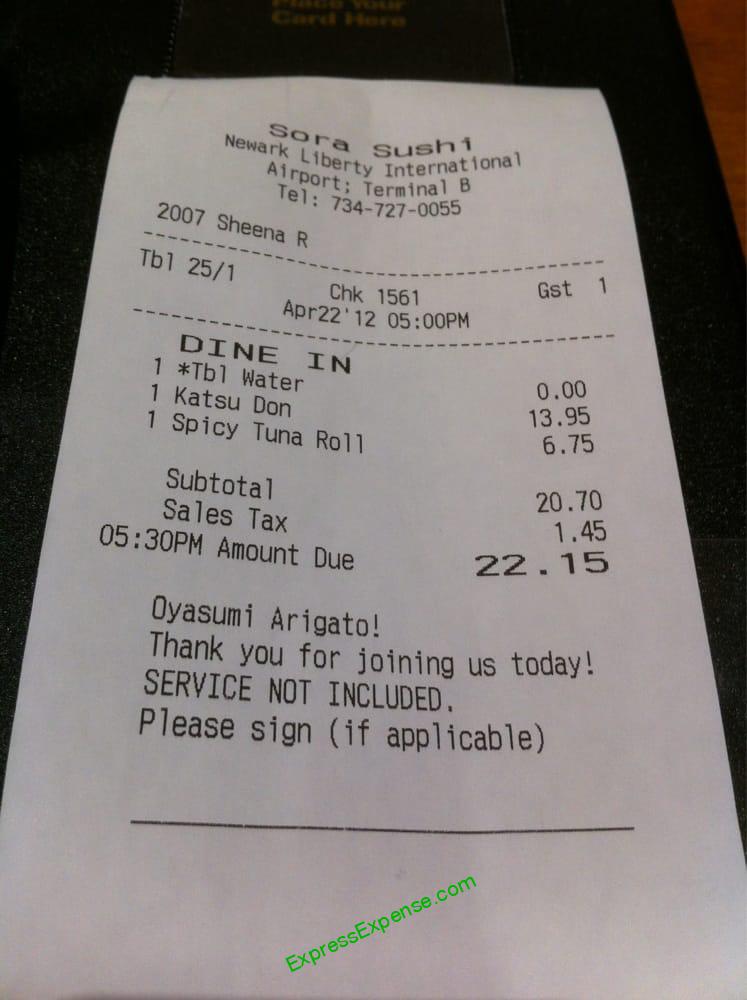 Place Your
Card Here
Sora Sushi
Newark Liberty International
Airport; Terminal B
Tel: 734-727-0055
2007 Sheena R
Tbl 25/1 Chk 1561 Gst 1
Apr22'12 05:00PM
DINE IN
1 *Tbl Water 0.00
1 Katsu Don 13.95
1 Spicy Tuna Roll 6.75
Subtotal 20.70
Sales Tax 1.45
05:30PM Amount Due 22.15
Oyasumi Arigato!
Thank you for joining us today!
SERVICE NOT INCLUDED.
Please sign (if applicable)
ExpressExpense.com